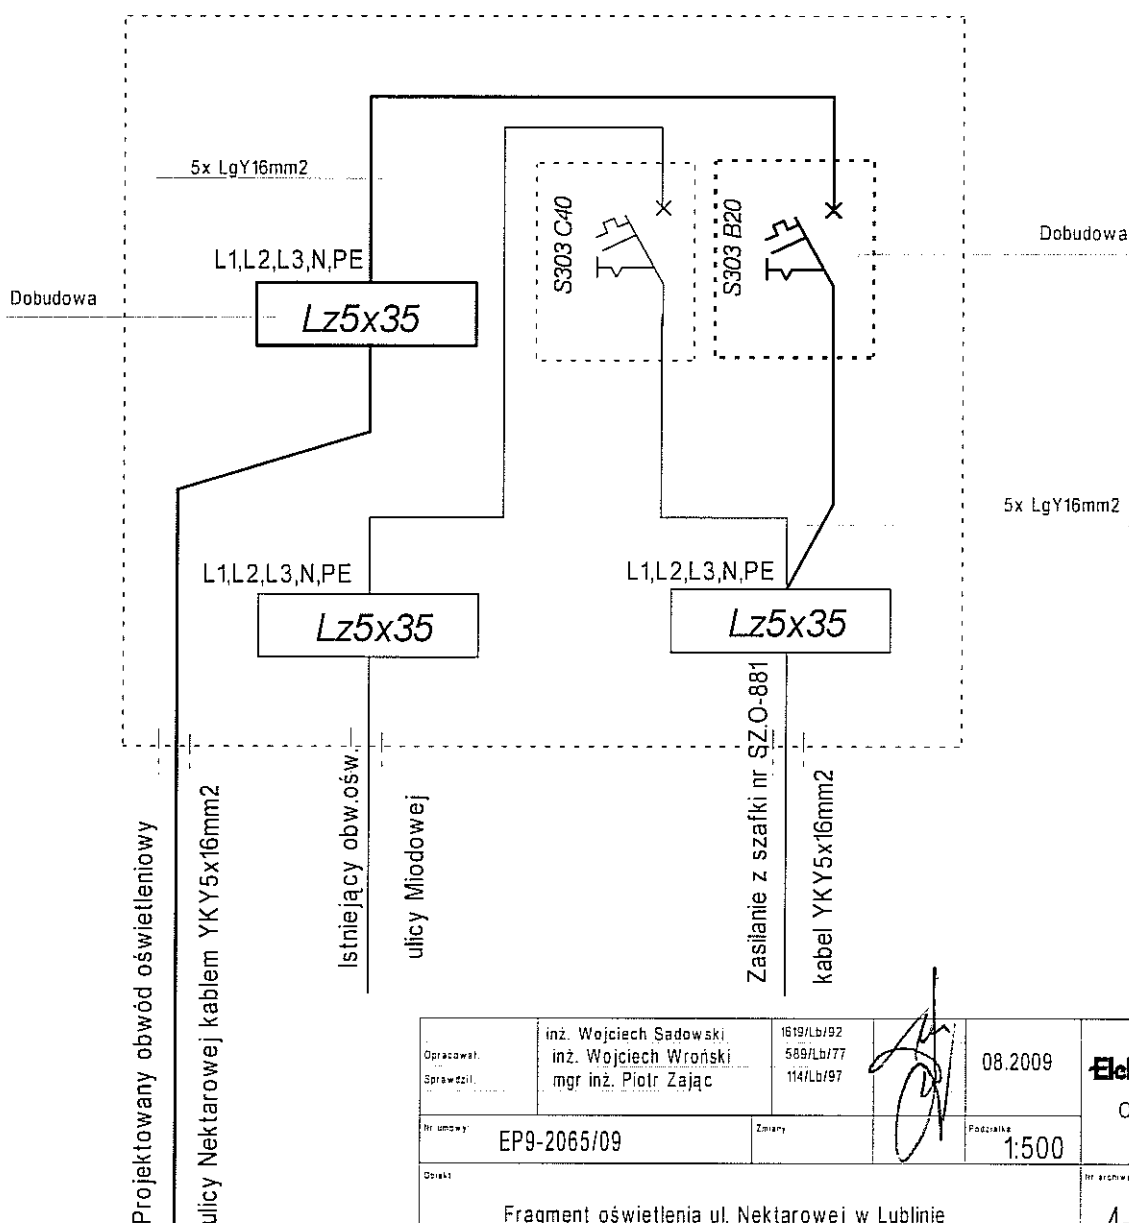 5x LgY16mm2
S303 C40
S303 B20
Dobudowa
L1,L2,L3,N,PE
Dobudowa
Lz5x35
5x LgY16mm2
L1,L2,L3,N,PE
L1,L2,L3,N,PE
Lz5x35
Lz5x35
Projektowany obwód oświetleniowy
ulicy Nektarowej kablem YKY5x16mm2
Istniejący obw.ośw.
ulicy Miodowej
Zasilanie z szafki nr SZ.O-881
kabel YKY5x16mm2
inż. Wojciech Sadowski 1619/Lb/92
Opracował. inż. Wojciech Wroński 589/Lb/77 08.2009
Sprawdził. mgr inż. Piotr Zając 114/Lb/97
Nr umowy: EP9-2065/09 Zmiany Podziałka 1:500
Obiekt
Fragment oświetlenia ul. Nektarowej w Lublinie